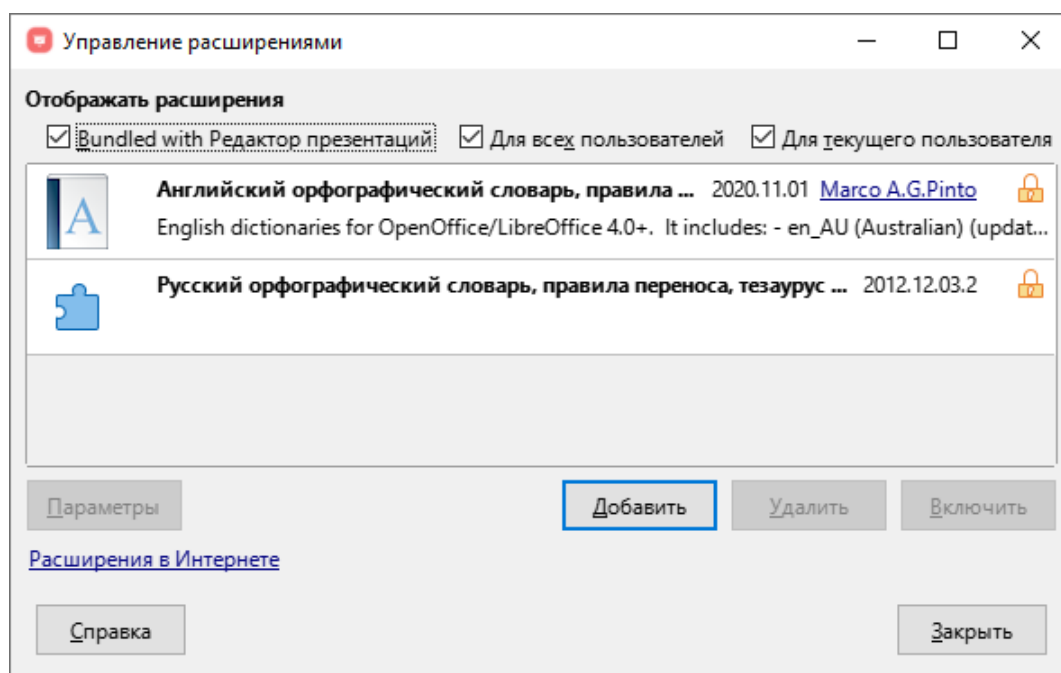 Управление расширениями
Отображать расширения
Bundled with Редактор презентаций Для всех пользователей Для текущего пользователя
Английский орфографический словарь, правила ... 2020.11.01 Marco A.G.Pinto
English dictionaries for OpenOffice/LibreOffice 4.0+. It includes: - en_AU (Australian) (updat...
Русский орфографический словарь, правила переноса, тезаурус ... 2012.12.03.2
Параметры Добавить Удалить Включить
Расширения в Интернете
Справка Закрыть